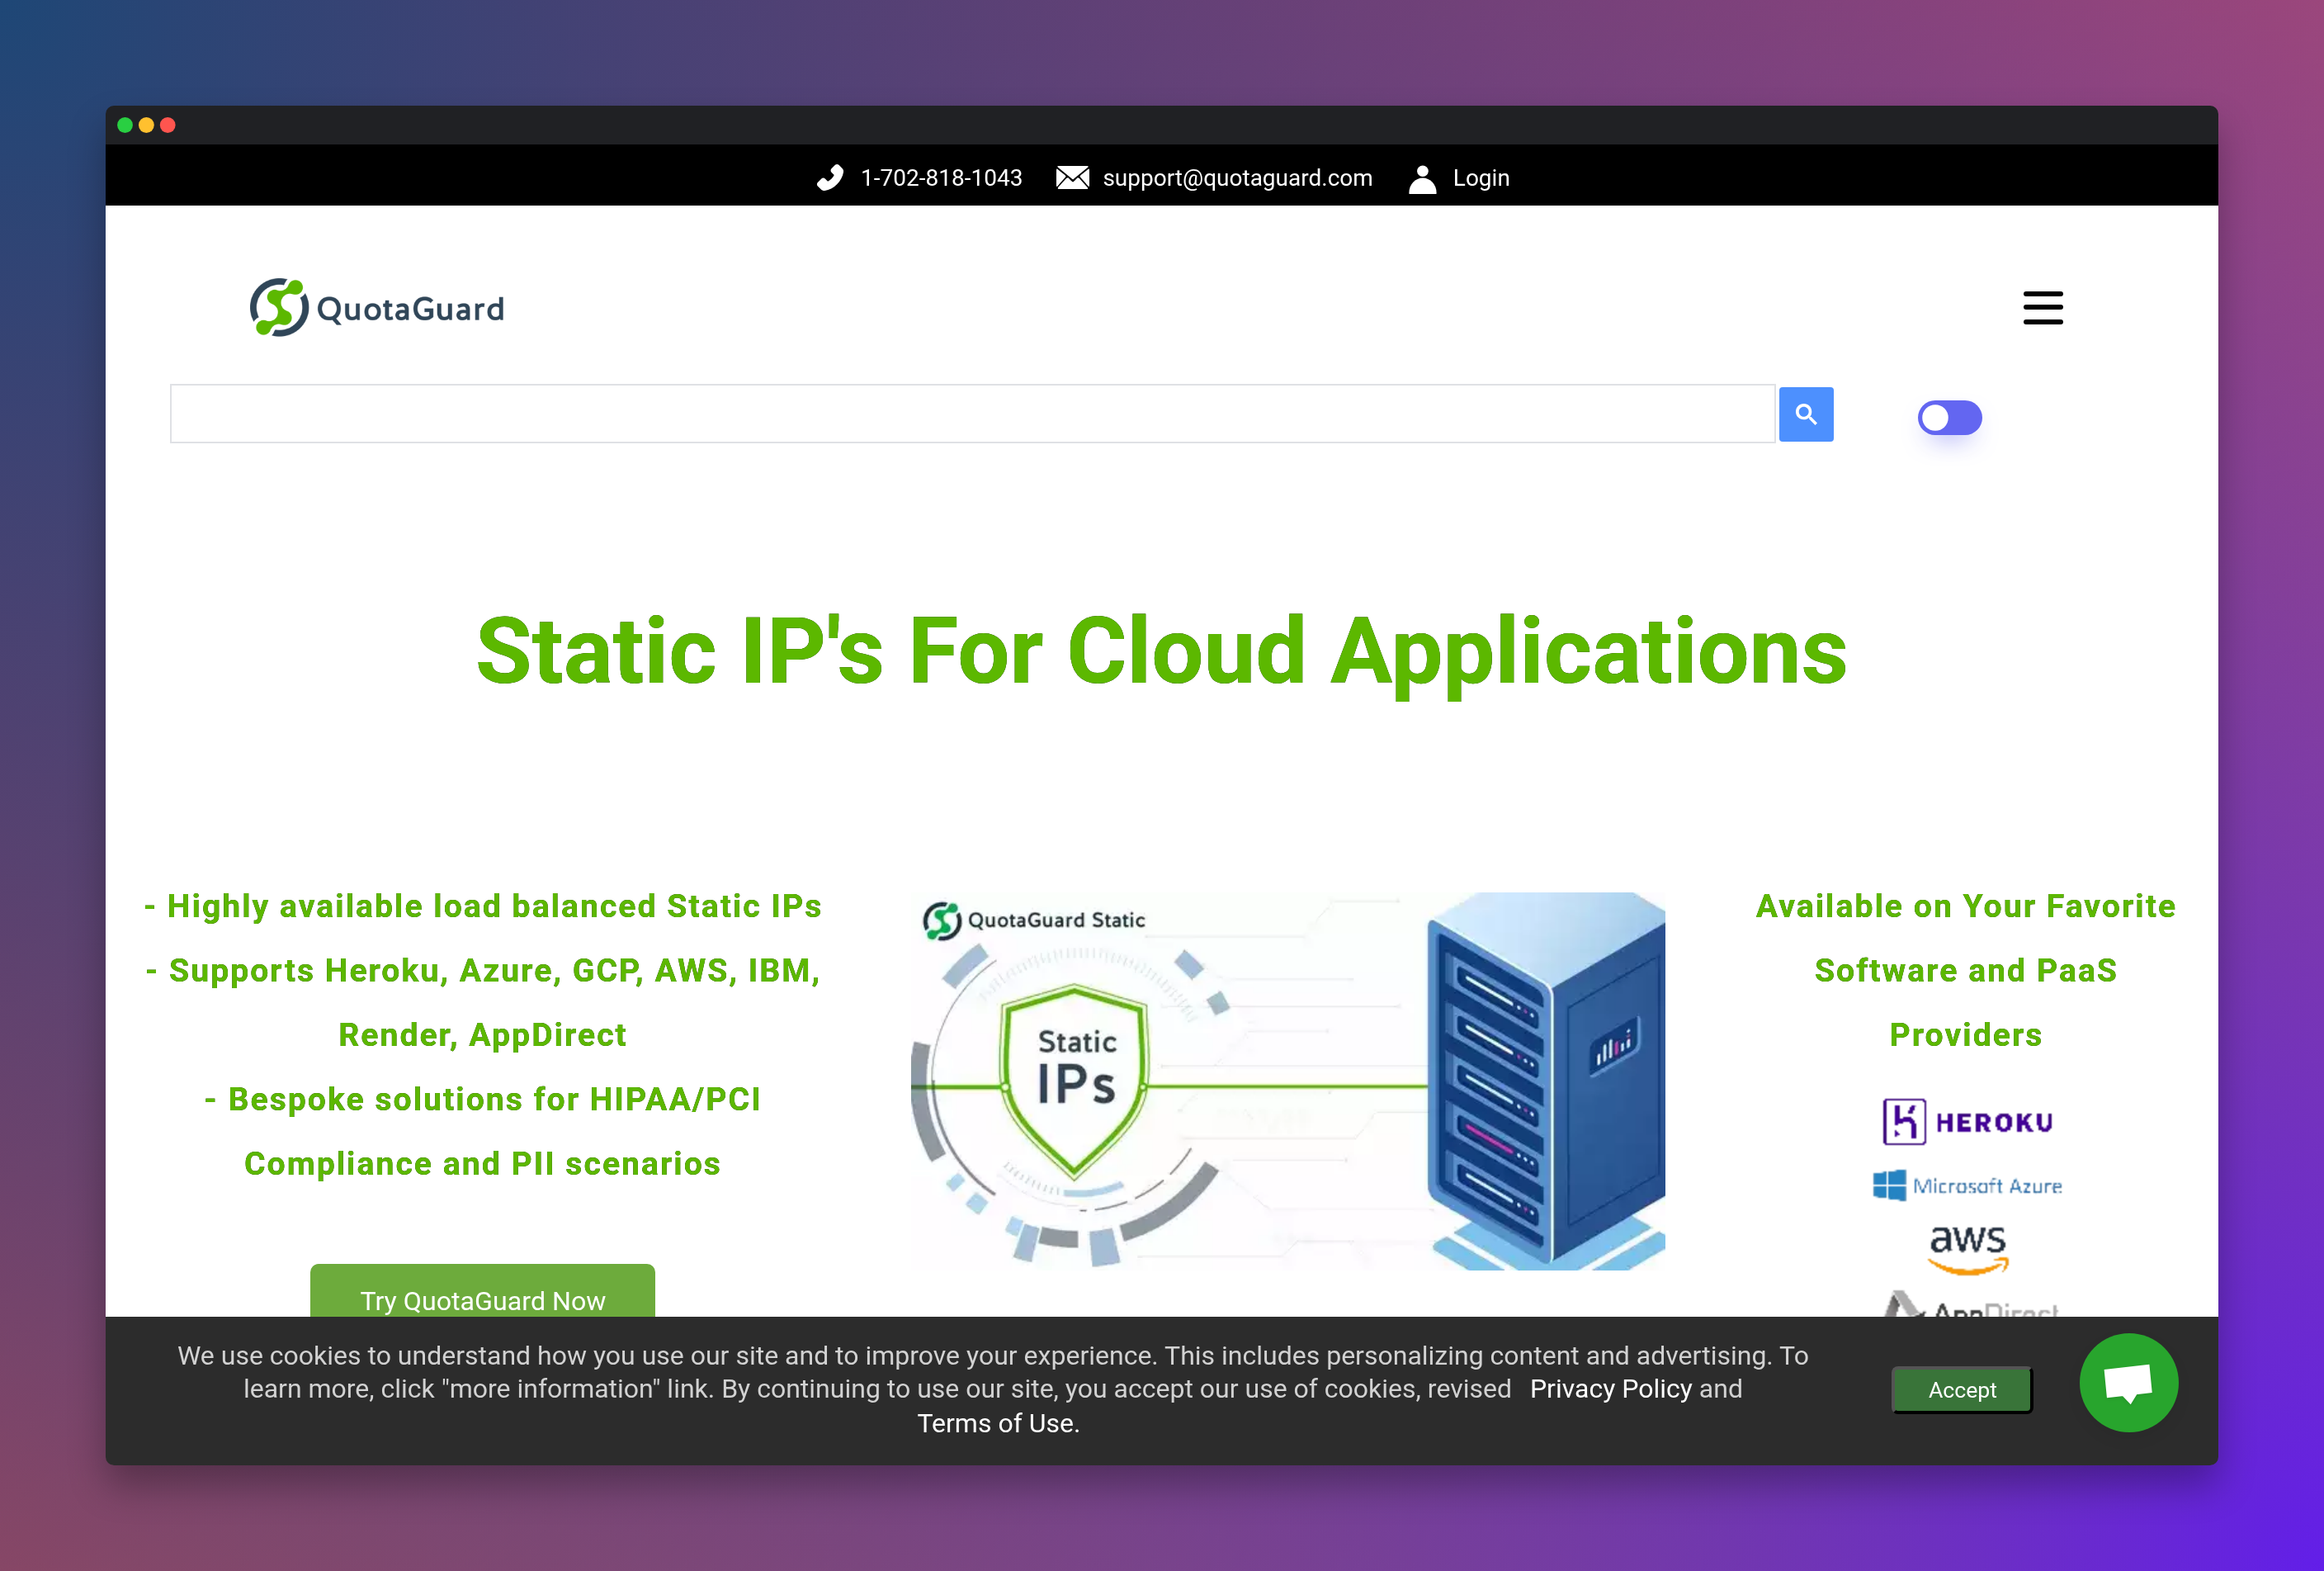 1-702-818-1043 support@quotaguard.com Login
QuotaGuard
Static IP's For Cloud Applications
- Highly available load balanced Static IPs
- Supports Heroku, Azure, GCP, AWS, IBM,
Render, AppDirect
- Bespoke solutions for HIPAA/PCI
Compliance and PII scenarios
Try QuotaGuard Now
QuotaGuard Static
Static
IPs
Available on Your Favorite
Software and PaaS
Providers
HEROKU
Microsoft Azure
aws
AppDirect
We use cookies to understand how you use our site and to improve your experience. This includes personalizing content and advertising. To
learn more, click "more information" link. By continuing to use our site, you accept our use of cookies, revised Privacy Policy and
Terms of Use.
Accept